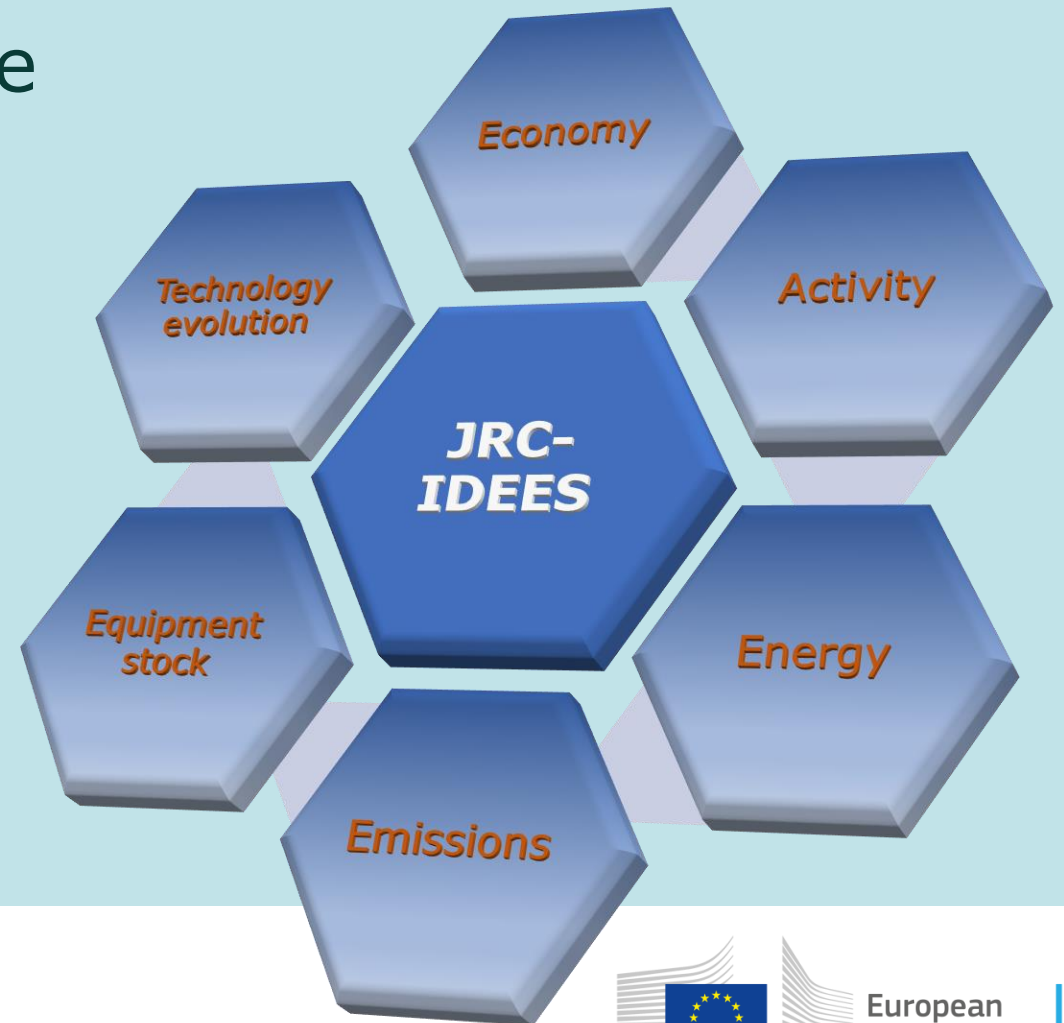 e
Economy
Technology
evolution
Activity
JRC-
IDEES
Equipment
stock
Energy
Emissions
European